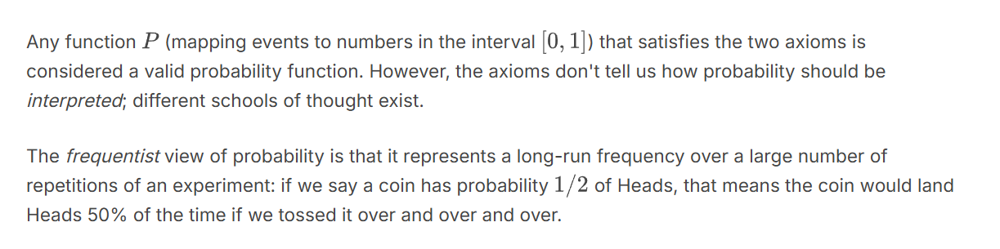 Any function P (mapping events to numbers in the interval [0, 1]) that satisfies the two axioms is
considered a valid probability function. However, the axioms don't tell us how probability should be
interpreted; different schools of thought exist.
The frequentist view of probability is that it represents a long-run frequency over a large number of
repetitions of an experiment: if we say a coin has probability 1/2 of Heads, that means the coin would land
Heads 50% of the time if we tossed it over and over and over.